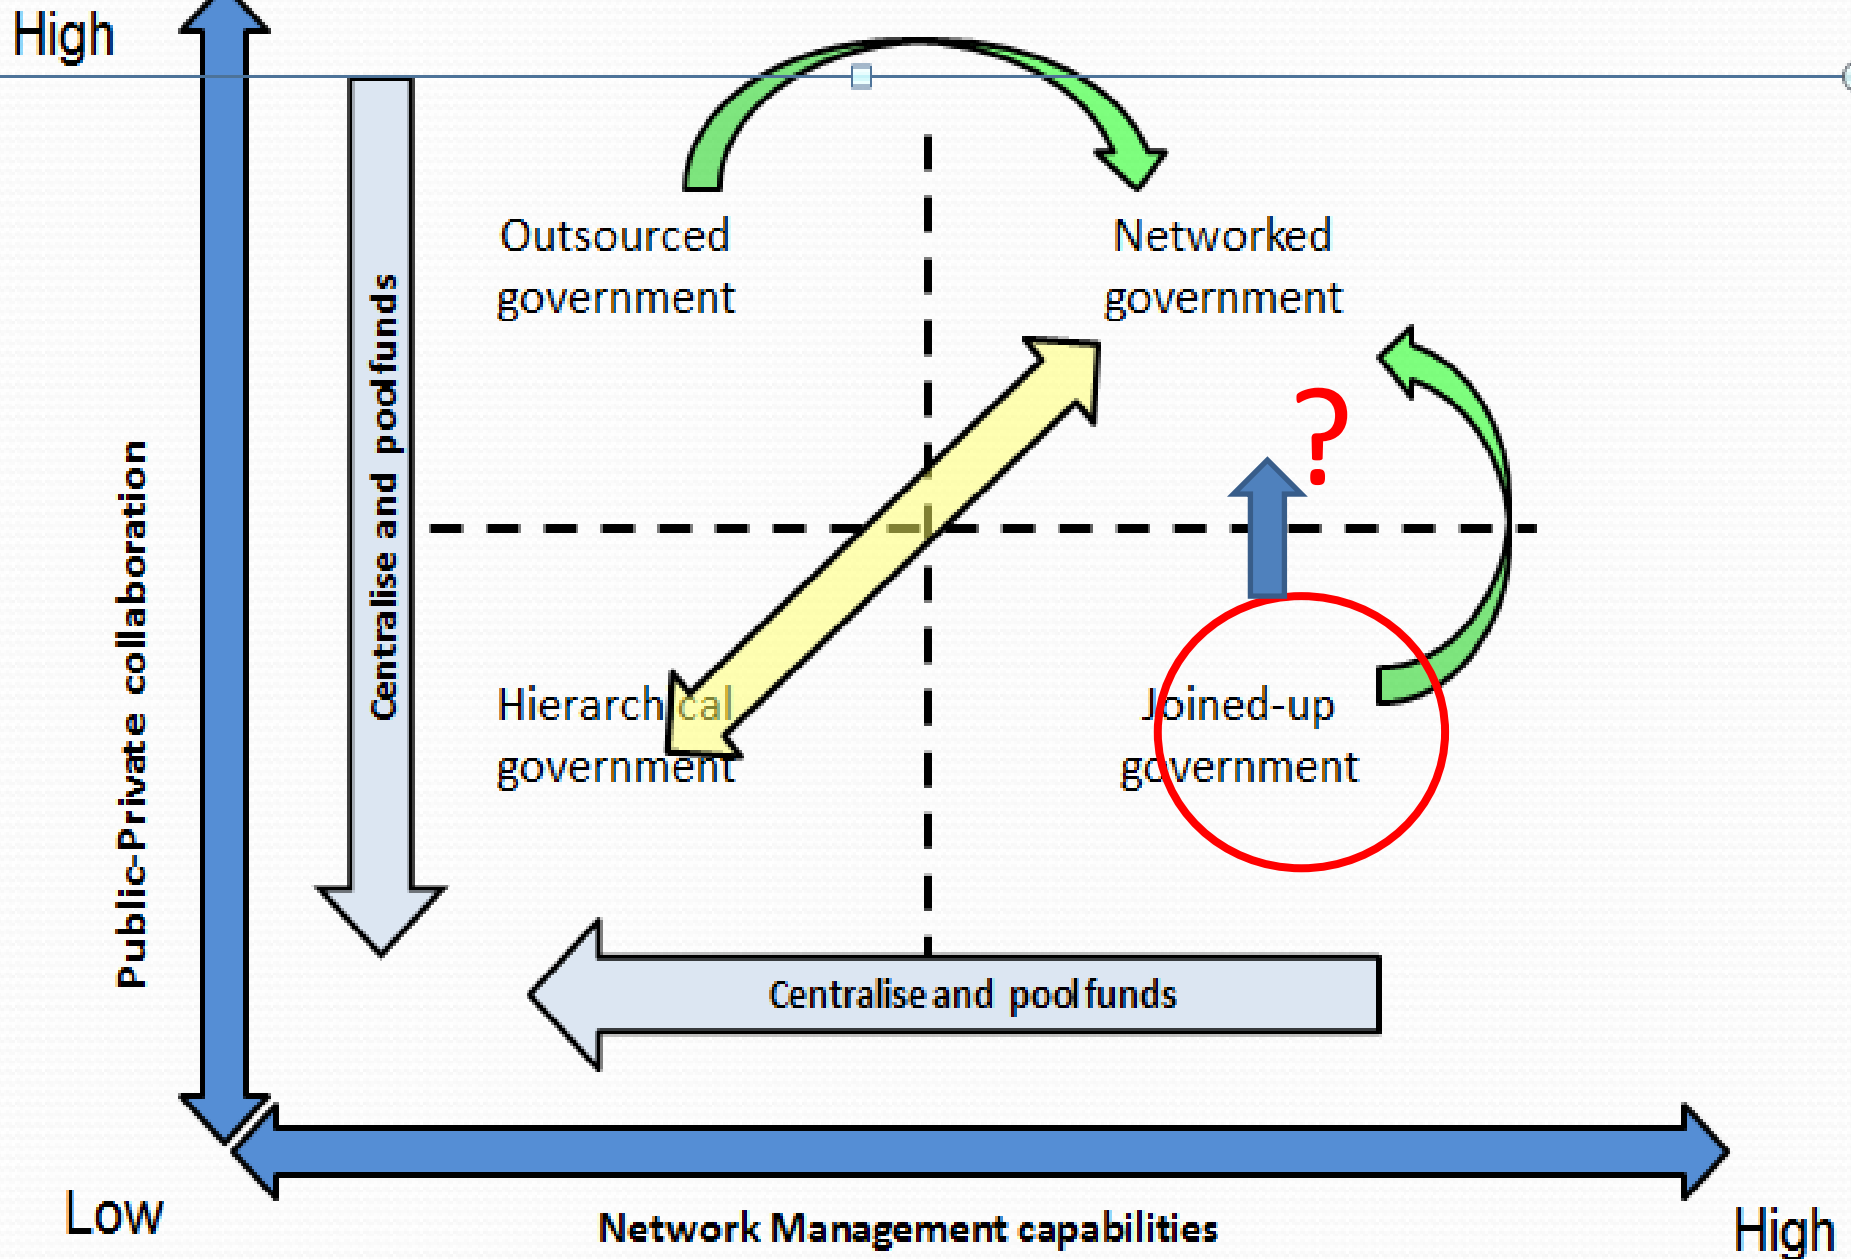 High
Outsourced
government
Networked
government
Centralise and pool funds
?
Public-Private collaboration
Hierarchical
government
Joined-up
government
Centralise and pool funds
Low
Network Management capabilities
High